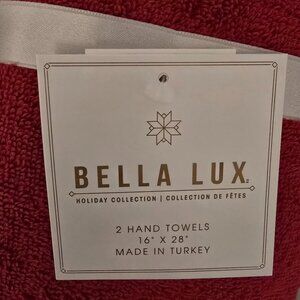 BELLA LUX.
HOLIDAY COLLECTION | COLLECTION DE FÊTES
2 HAND TOWELS
16" X 28"
MADE IN TURKEY